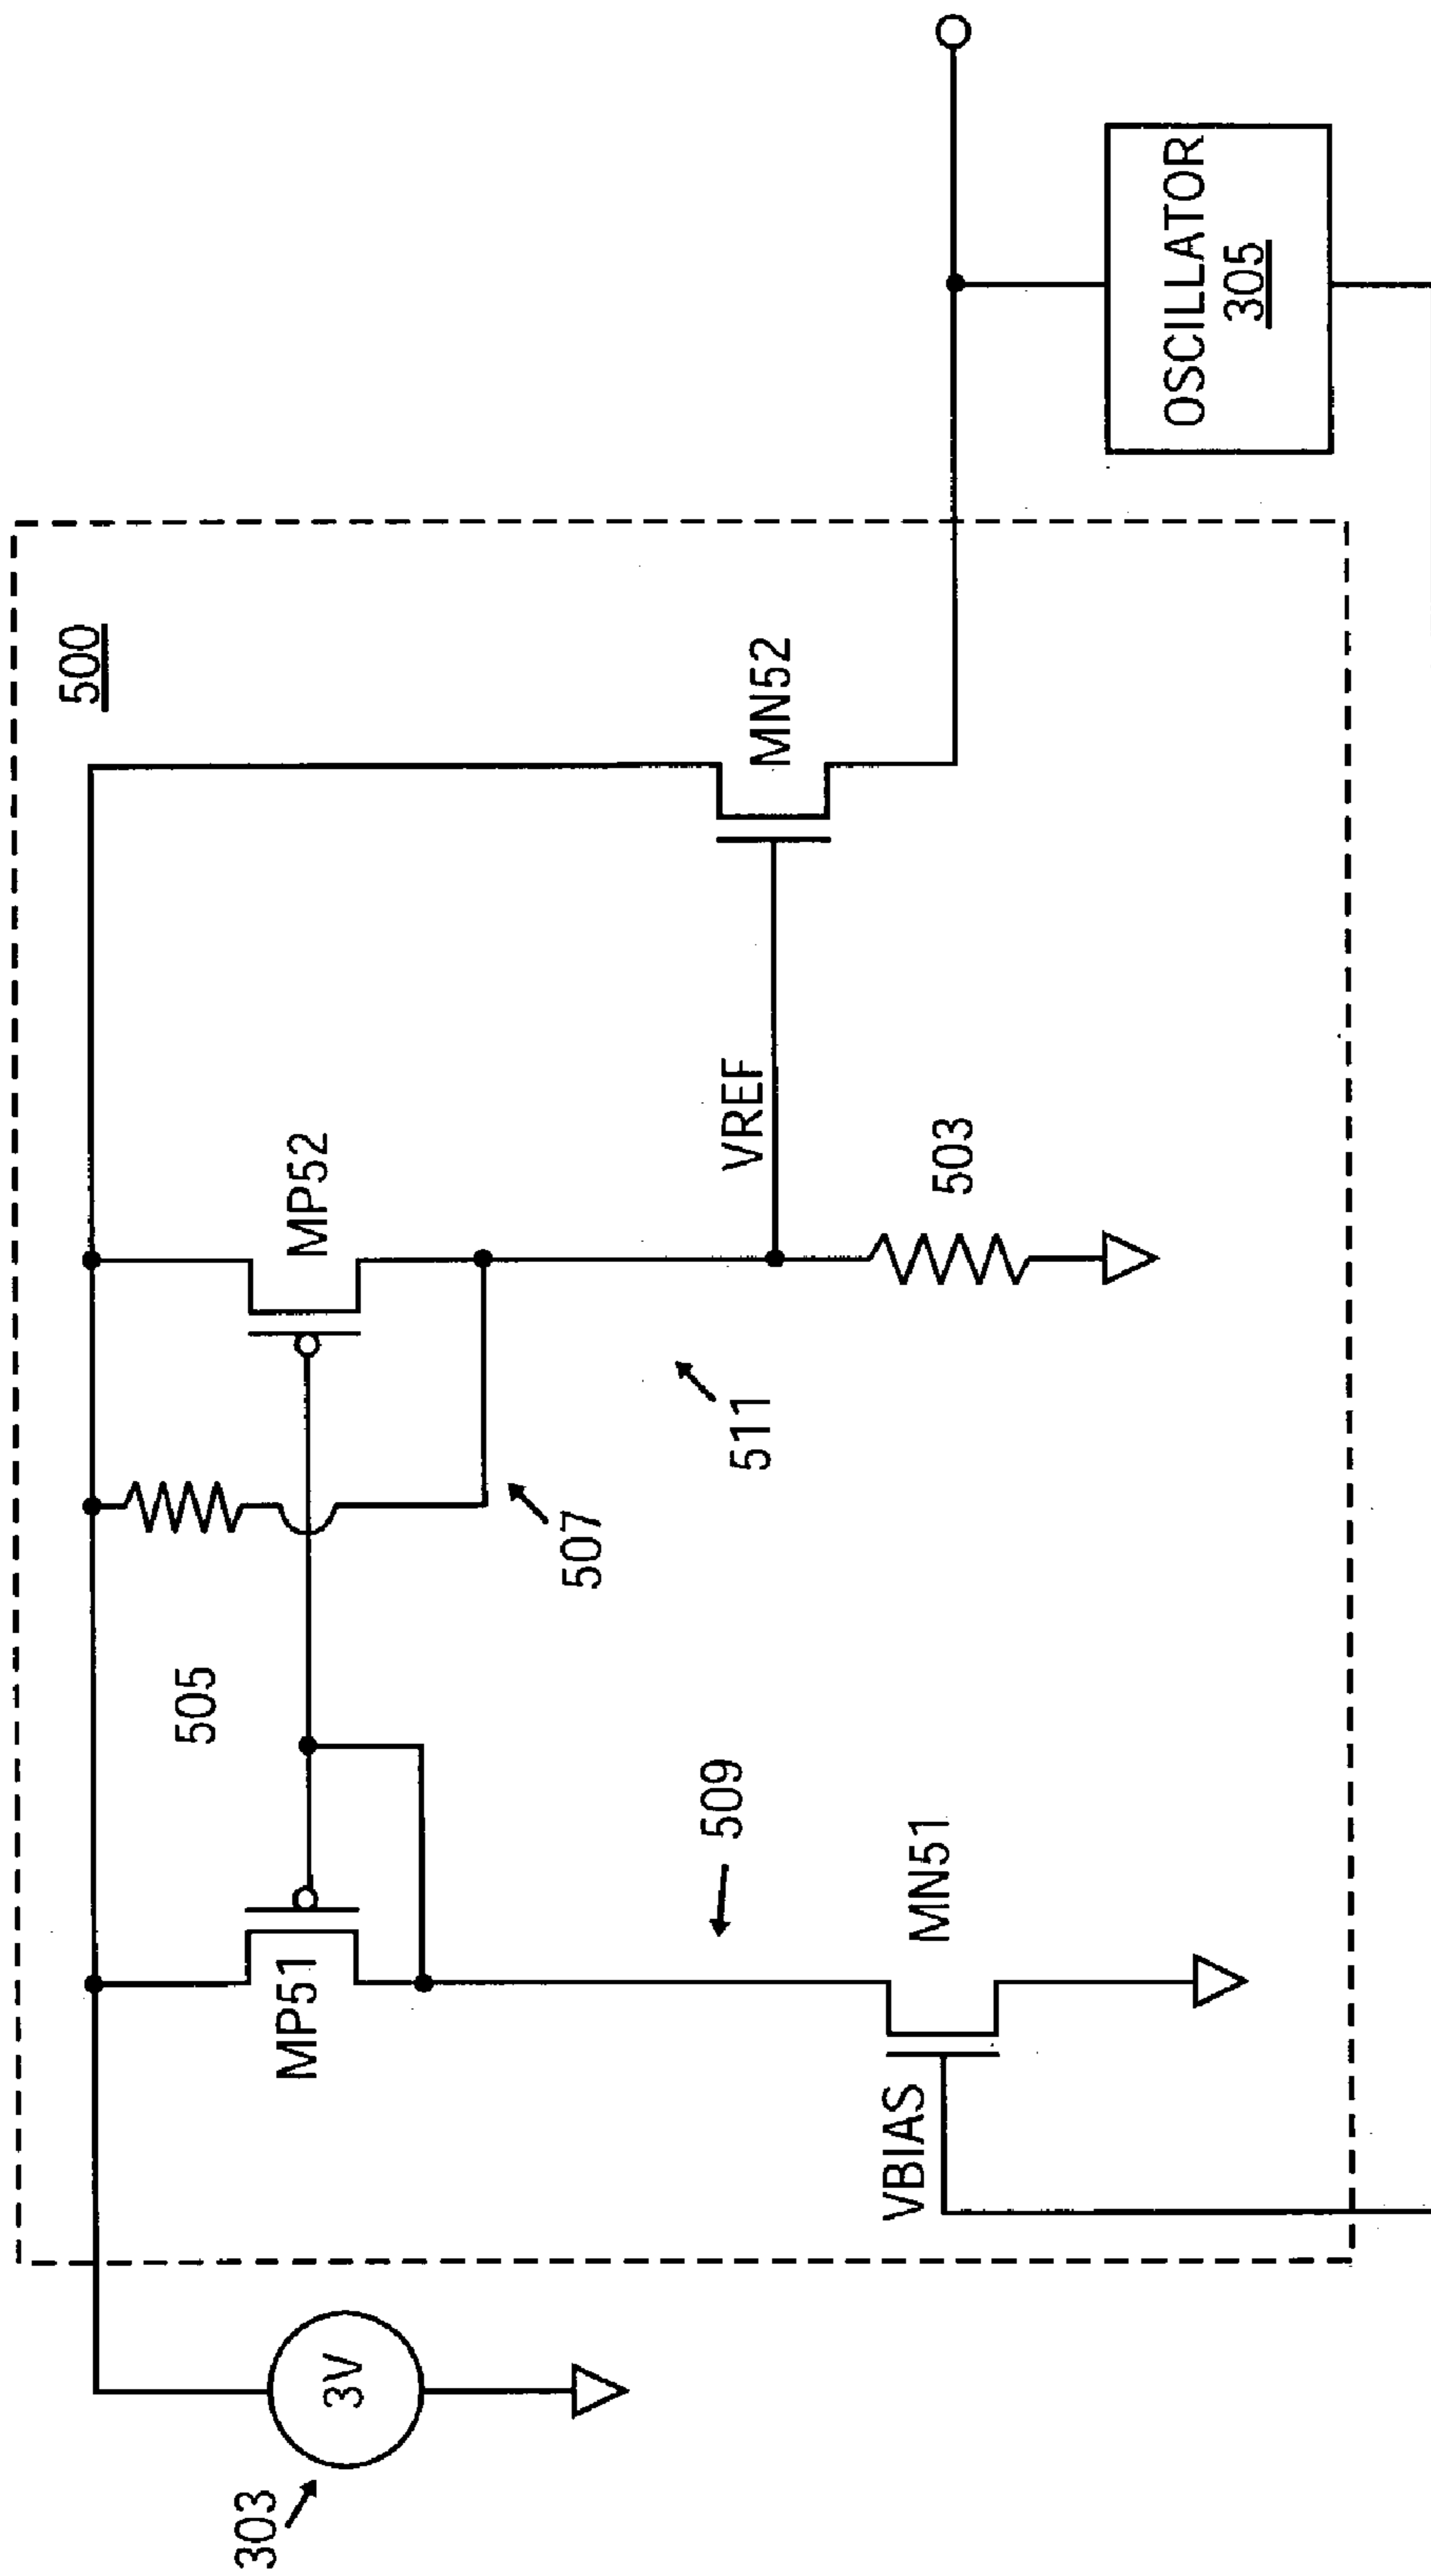 500
303
3V
MP51
505
MP52
507
509
511
VREF
MN52
VBIAS
MN51
503
OSCILLATOR
305